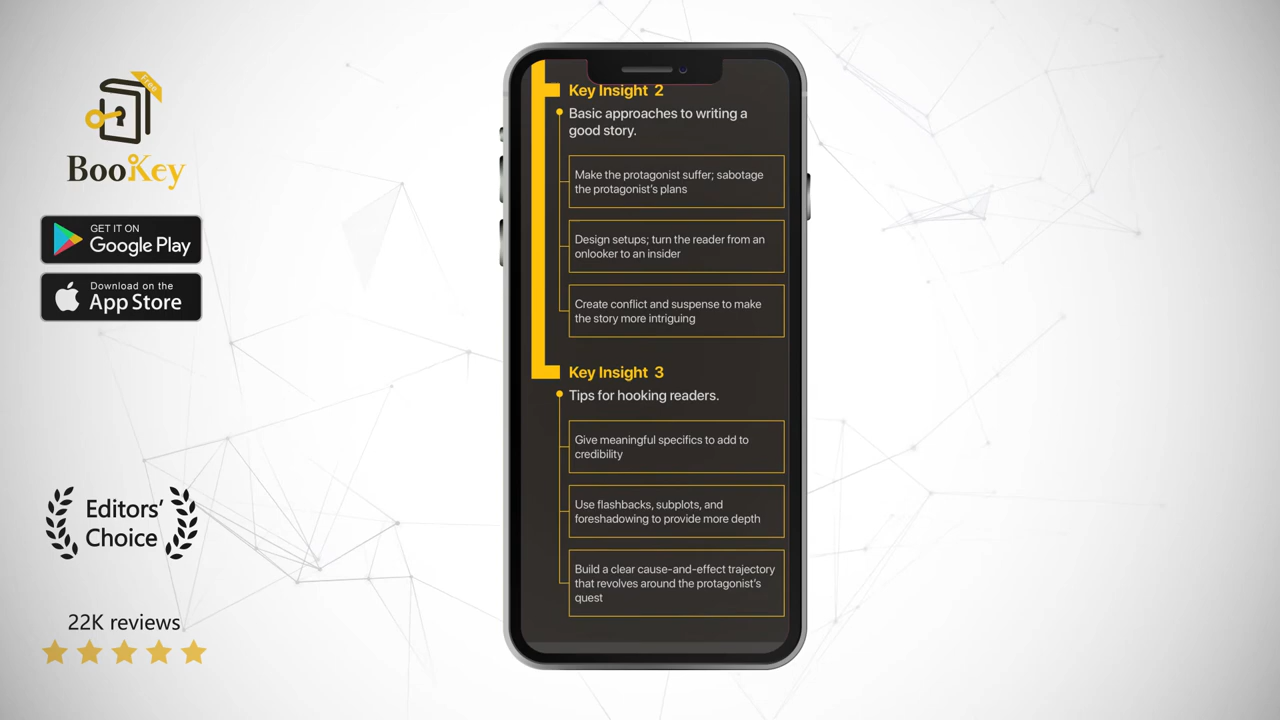 Free
BooKey
GET IT ON
Google Play
Download on the
App Store
Editors'
Choice
22K reviews
Key Insight 2
Basic approaches to writing a
good story.
Make the protagonist suffer; sabotage
the protagonist's plans
Design setups; turn the reader from an
onlooker to an insider
Create conflict and suspense to make
the story more intriguing
Key Insight 3
Tips for hooking readers.
Give meaningful specifics to add to
credibility
Use flashbacks, subplots, and
foreshadowing to provide more depth
Build a clear cause-and-effect trajectory
that revolves around the protagonist's
quest